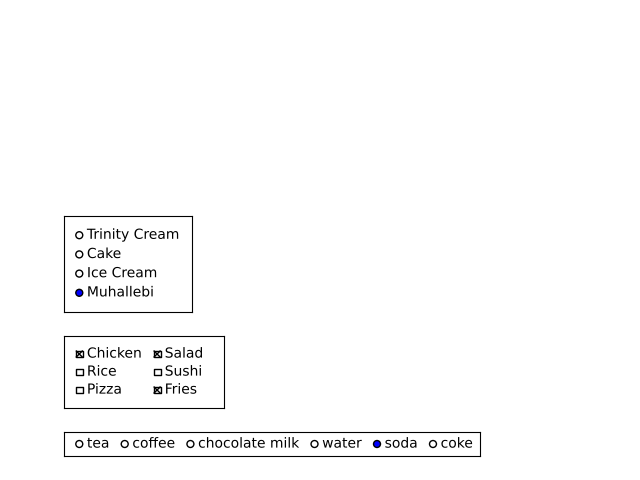 Trinity Cream
Cake
Ice Cream
Muhallebi
Chicken Salad
Rice Sushi
Pizza Fries
tea coffee chocolate milk water soda coke